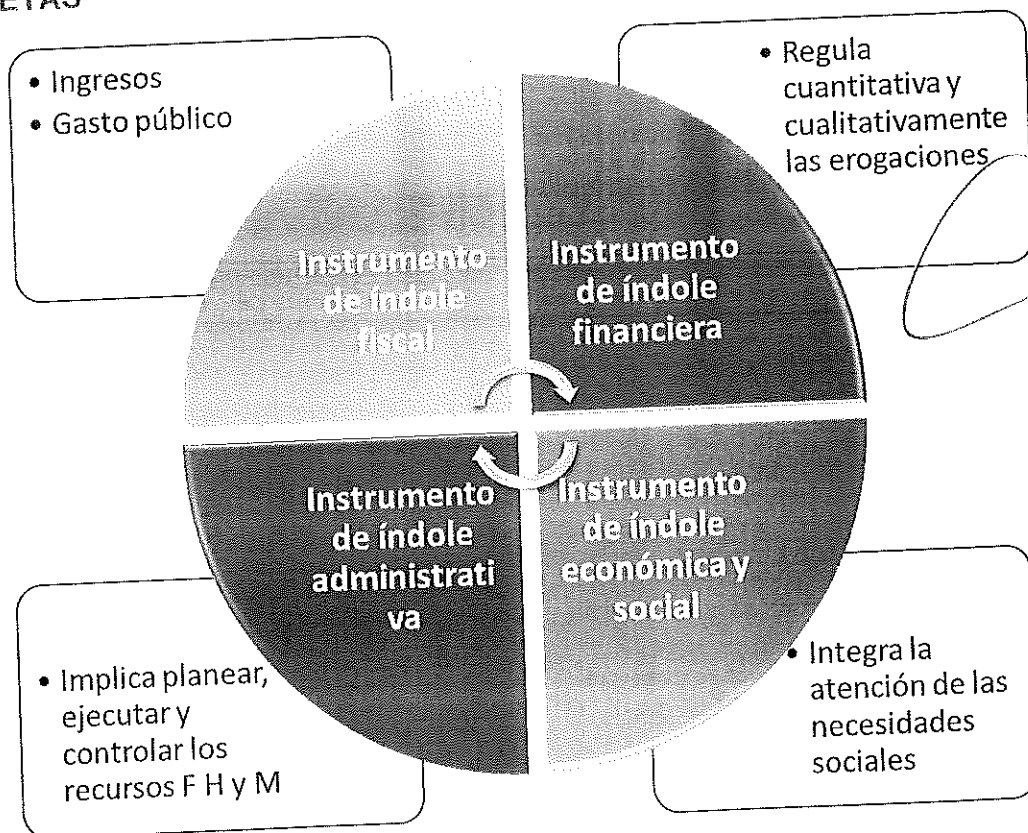 • Ingresos
• Gasto público
• Regula
cuantitativa y
cualitativamente
las erogaciones
Instrumento
de índole
fiscal
Instrumento
de índole
financiera
Instrumento
de índole
administrati
va
Instrumento
de índole
económica y
social
• Implica planear,
ejecutar y
controlar los
recursos F H y M
• Integra la
atención de las
necesidades
sociales